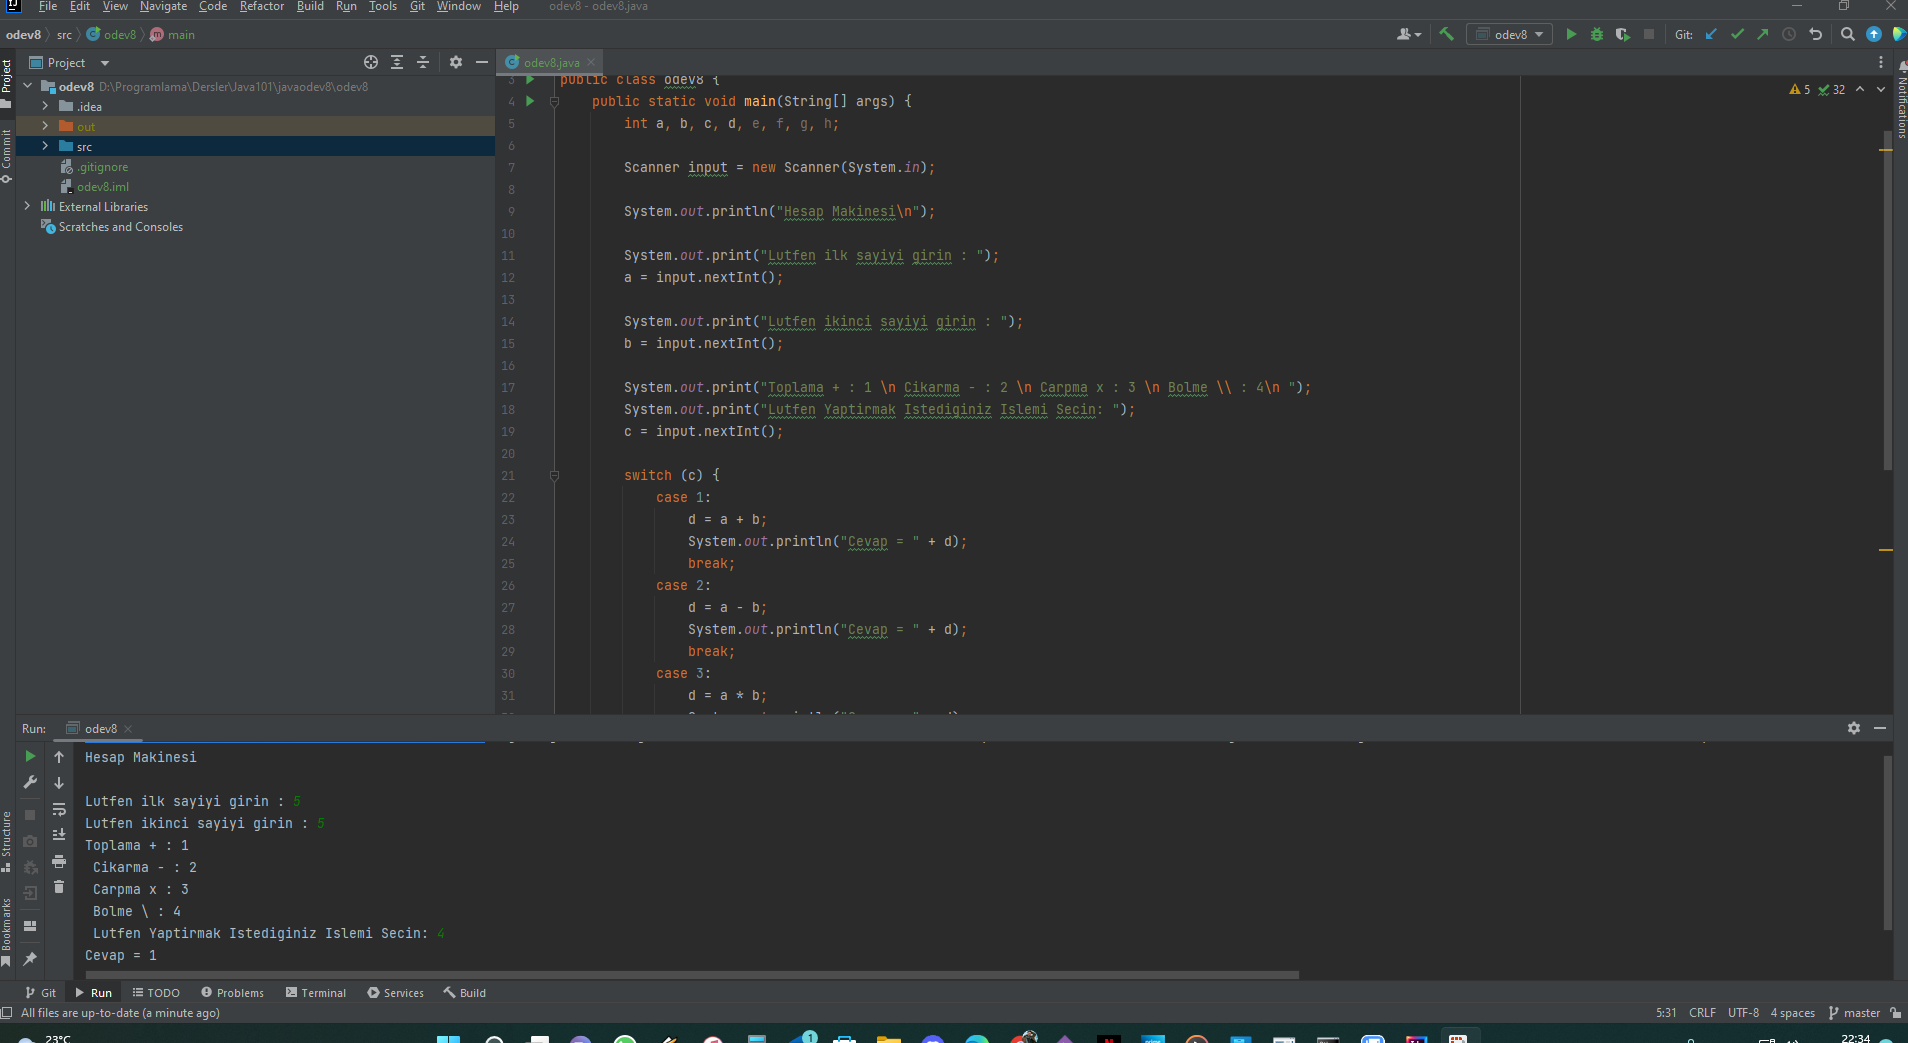 File Edit View Navigate Code Refactor Build Run Tools Git Window Help odev8 - odev8.java
odev8 src odev8 main
odev8 Git:
Project
odev8.java
odev8 D:\Programlama\Dersler\Java101\javaodev8\odev8
.idea
out
src
.gitignore
odev8.iml
External Libraries
Scratches and Consoles
Project
Commit
Structure
Bookmarks
Notifications
5 32
3 public class odev8 {
4 public static void main(String[] args) {
5 int a, b, c, d, e, f, g, h;
6
7 Scanner input = new Scanner(System.in);
8
9 System.out.println("Hesap Makinesi\n");
10
11 System.out.print("Lutfen ilk sayiyi girin : ");
12 a = input.nextInt();
13
14 System.out.print("Lutfen ikinci sayiyi girin : ");
15 b = input.nextInt();
16
17 System.out.print("Toplama + : 1 \n Cikarma - : 2 \n Carpma x : 3 \n Bolme \\ : 4\n ");
18 System.out.print("Lutfen Yaptirmak Istediginiz Islemi Secin: ");
19 c = input.nextInt();
20
21 switch (c) {
22 case 1:
23 d = a + b;
24 System.out.println("Cevap = " + d);
25 break;
26 case 2:
27 d = a - b;
28 System.out.println("Cevap = " + d);
29 break;
30 case 3:
31 d = a * b;
Run: odev8
Hesap Makinesi
Lutfen ilk sayiyi girin : 5
Lutfen ikinci sayiyi girin : 5
Toplama + : 1
Cikarma - : 2
Carpma x : 3
Bolme \ : 4
Lutfen Yaptirmak Istediginiz Islemi Secin: 4
Cevap = 1
Git Run TODO Problems Terminal Services Build
All files are up-to-date (a minute ago)
5:31 CRLF UTF-8 4 spaces master
23°C
1
22:34